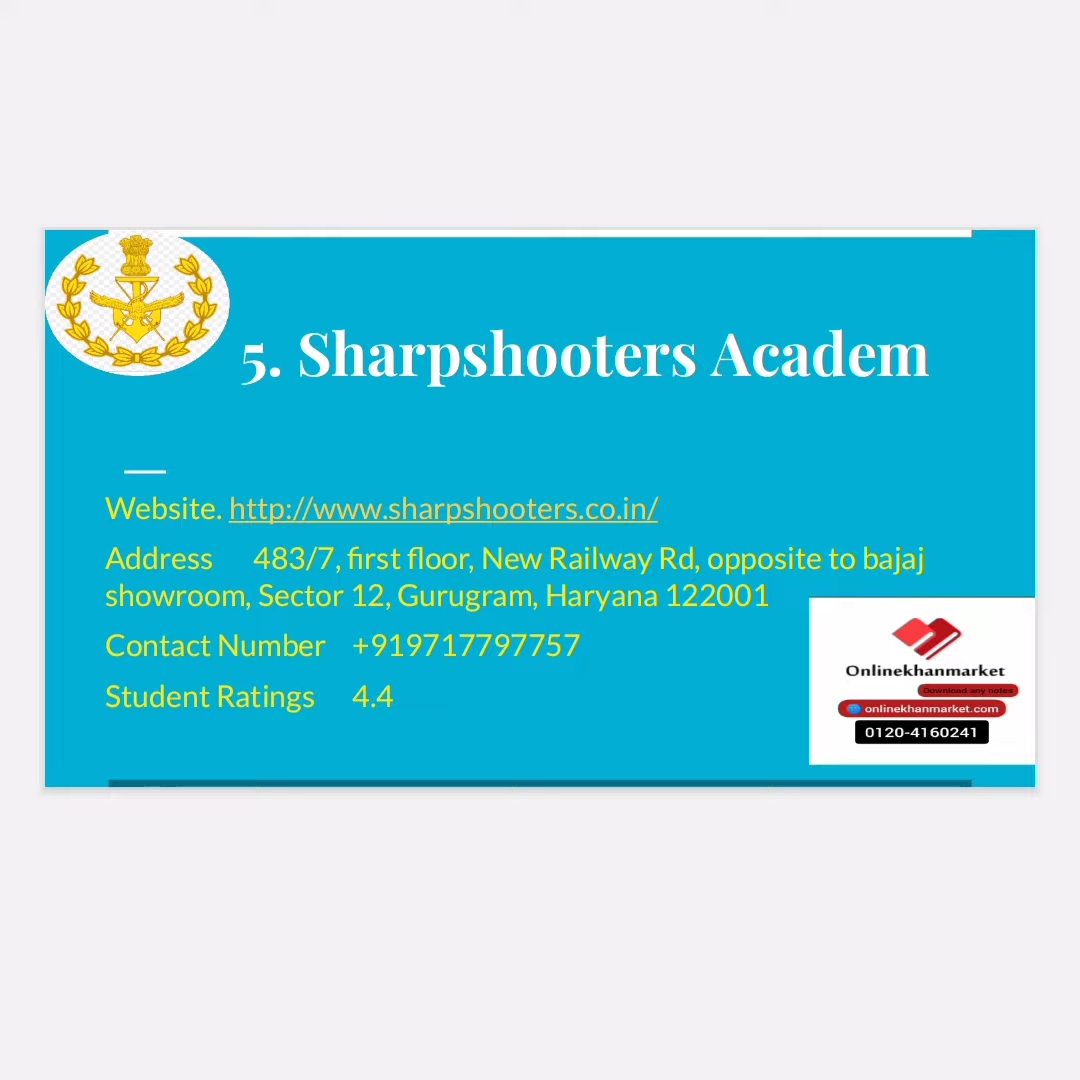 5. Sharpshooters Academ
Website. http://www.sharpshooters.co.in/
Address 483/7, first floor, New Railway Rd, opposite to bajaj
showroom, Sector 12, Gurugram, Haryana 122001
Contact Number +919717797757
Student Ratings 4.4
Onlinekhanmarket
Download any notes
onlinekhanmarket.com
0120-4160241